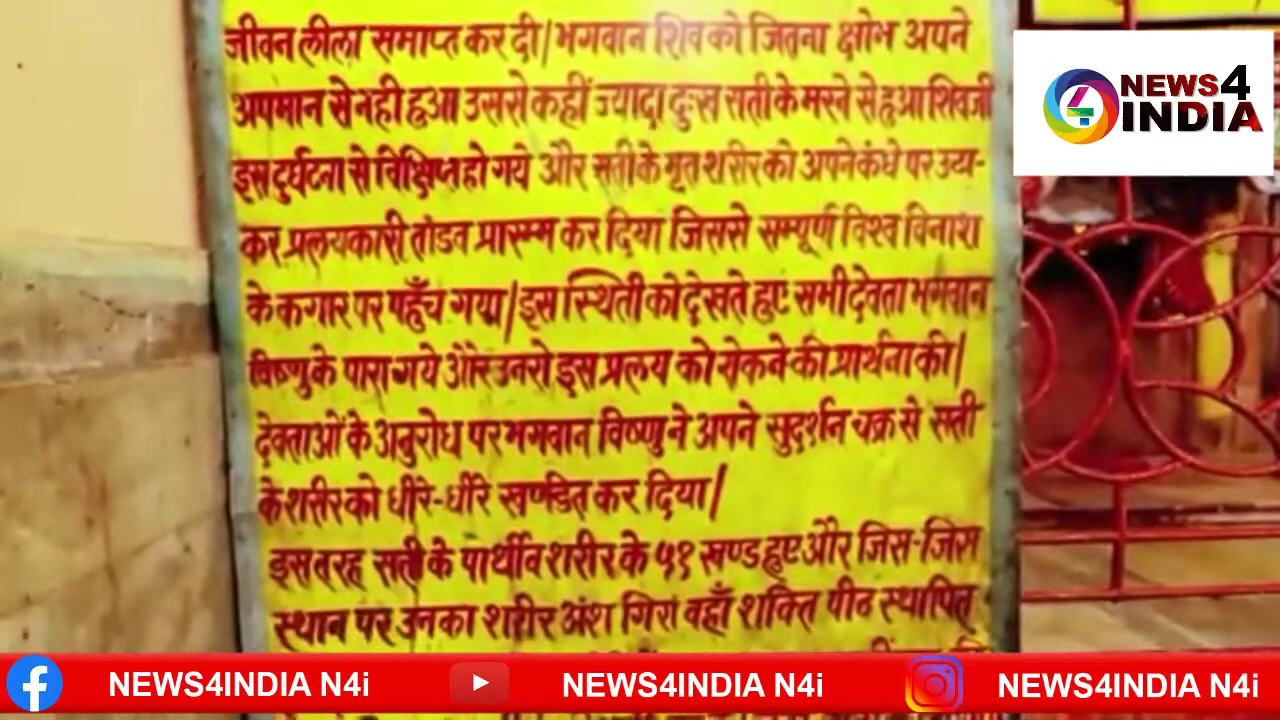 जीवन लीला समाप्त कर दी/भगवान शिव को जितना क्षोभ अपने
अपमान से नही हुआ उससे कहीं ज्यादा दुःख सती के मरने से हुआ शिवजी
इस दुर्घटना से विक्षिप्त हो गये और सती के मृत शरीर को अपने कंधे पर उठा-
कर प्रलयकारी तांडव प्रारम्भ कर दिया जिससे सम्पूर्ण विश्व विनाश
के कगार पर पहुँच गया/इस स्थिती को देखते हुए सभी देवता भगवान
विष्णु के पास गये और उनसे इस प्रलय को रोकने की प्रार्थना की/
देवताओं के अनुरोध पर भगवान विष्णु ने अपने सुदर्शन चक्र से सती
के शरीर को धीरे-धीरे खण्डित कर दिया/
इस तरह सती के पार्थीव शरीर के ५१ खण्ड हुए और जिस-जिस
स्थान पर उनका शरीर अंश गिरा वहाँ शक्ति पीठ स्थापित
NEWS4
INDIA
NEWS4INDIA N4i
NEWS4INDIA N4i
NEWS4INDIA N4i